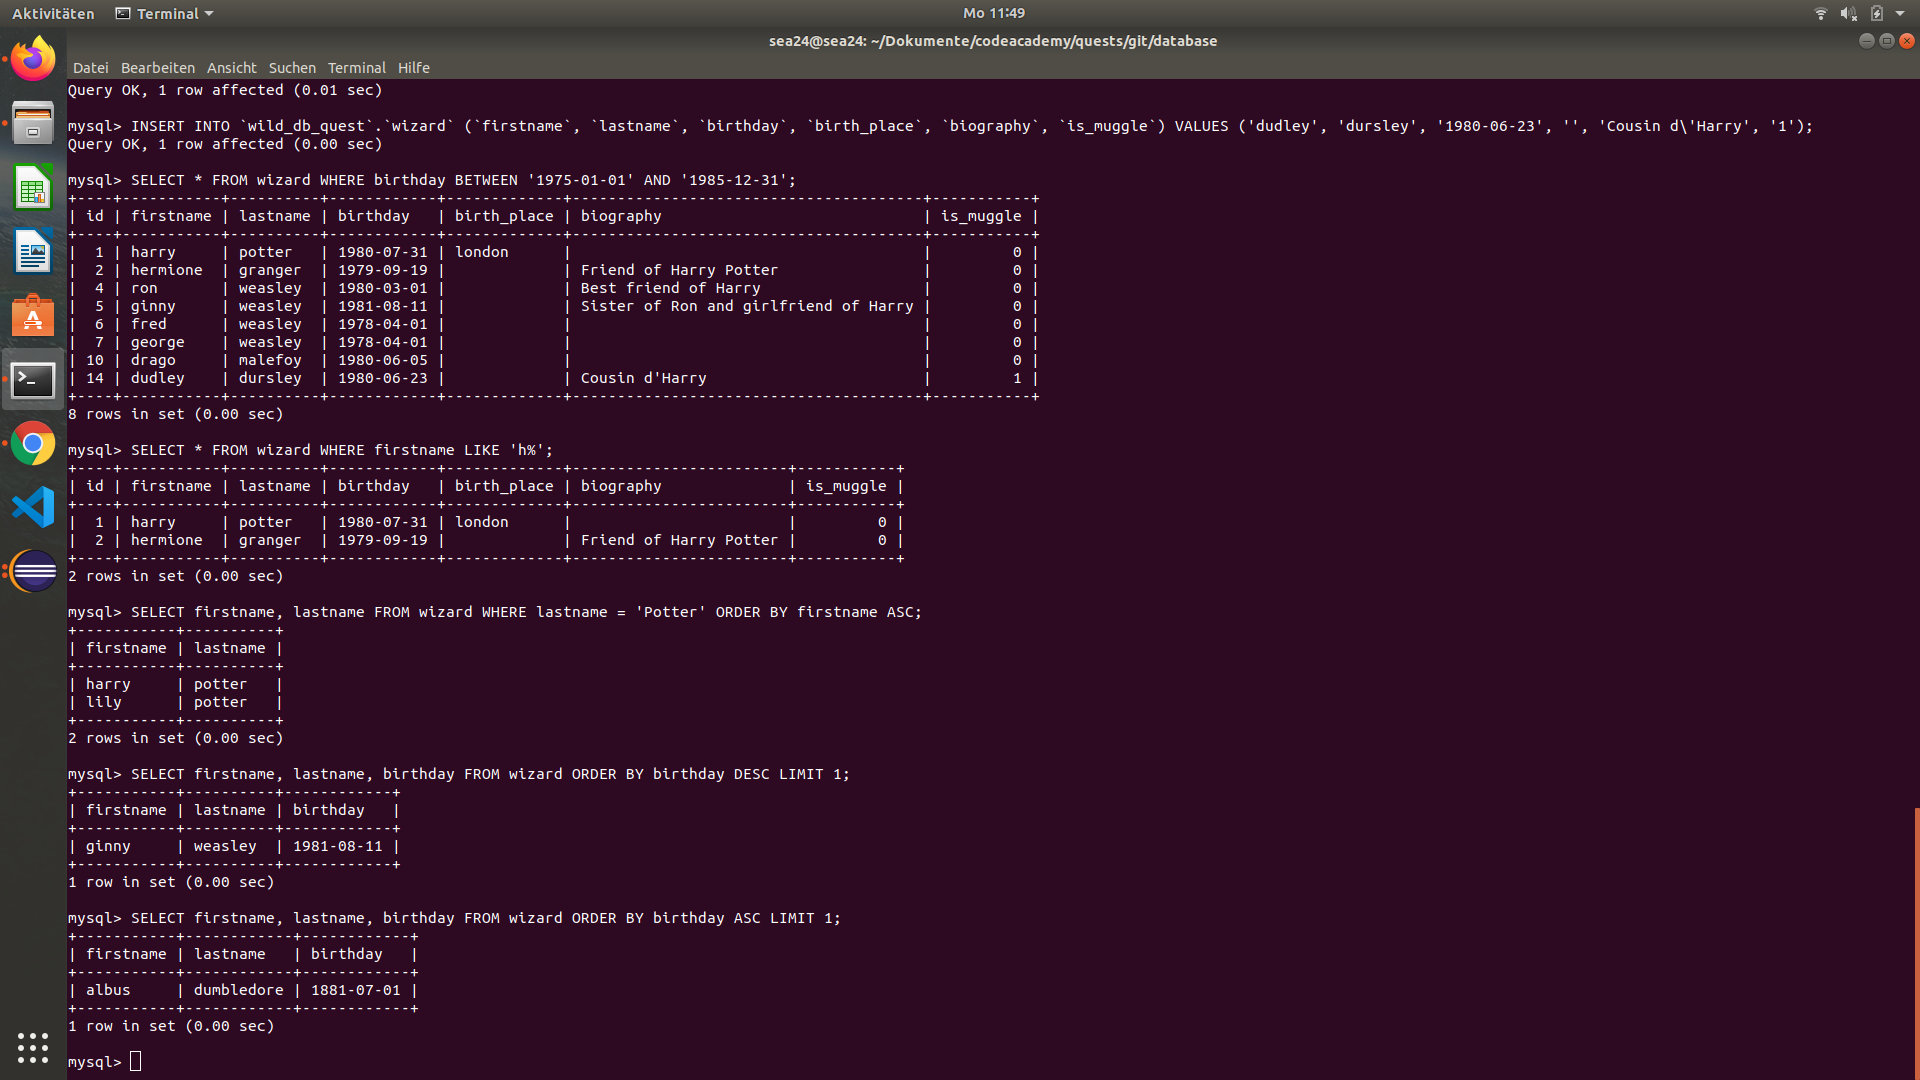 Aktivitäten Terminal Mo 11:49
sea24@sea24: ~/Dokumente/codeacademy/quests/git/database
Datei Bearbeiten Ansicht Suchen Terminal Hilfe
Query OK, 1 row affected (0.01 sec)

mysql> INSERT INTO `wild_db_quest`.`wizard` (`firstname`, `lastname`, `birthday`, `birth_place`, `biography`, `is_muggle`) VALUES ('dudley', 'dursley', '1980-06-23', '', 'Cousin d\'Harry', '1');
Query OK, 1 row affected (0.00 sec)

mysql> SELECT * FROM wizard WHERE birthday BETWEEN '1975-01-01' AND '1985-12-31';
+----+-----------+----------+------------+-------------+---------------------------------------+-----------+
| id | firstname | lastname | birthday   | birth_place | biography                             | is_muggle |
+----+-----------+----------+------------+-------------+---------------------------------------+-----------+
|  1 | harry     | potter   | 1980-07-31 | london      |                                       |         0 |
|  2 | hermione  | granger  | 1979-09-19 |             | Friend of Harry Potter                |         0 |
|  4 | ron       | weasley  | 1980-03-01 |             | Best friend of Harry                  |         0 |
|  5 | ginny     | weasley  | 1981-08-11 |             | Sister of Ron and girlfriend of Harry |         0 |
|  6 | fred      | weasley  | 1978-04-01 |             |                                       |         0 |
|  7 | george    | weasley  | 1978-04-01 |             |                                       |         0 |
| 10 | drago     | malefoy  | 1980-06-05 |             |                                       |         0 |
| 14 | dudley    | dursley  | 1980-06-23 |             | Cousin d'Harry                        |         1 |
+----+-----------+----------+------------+-------------+---------------------------------------+-----------+
8 rows in set (0.00 sec)

mysql> SELECT * FROM wizard WHERE firstname LIKE 'h%';
+----+-----------+----------+------------+-------------+------------------------+-----------+
| id | firstname | lastname | birthday   | birth_place | biography              | is_muggle |
+----+-----------+----------+------------+-------------+------------------------+-----------+
|  1 | harry     | potter   | 1980-07-31 | london      |                        |         0 |
|  2 | hermione  | granger  | 1979-09-19 |             | Friend of Harry Potter |         0 |
+----+-----------+----------+------------+-------------+------------------------+-----------+
2 rows in set (0.00 sec)

mysql> SELECT firstname, lastname FROM wizard WHERE lastname = 'Potter' ORDER BY firstname ASC;
+-----------+----------+
| firstname | lastname |
+-----------+----------+
| harry     | potter   |
| lily      | potter   |
+-----------+----------+
2 rows in set (0.00 sec)

mysql> SELECT firstname, lastname, birthday FROM wizard ORDER BY birthday DESC LIMIT 1;
+-----------+----------+------------+
| firstname | lastname | birthday   |
+-----------+----------+------------+
| ginny     | weasley  | 1981-08-11 |
+-----------+----------+------------+
1 row in set (0.00 sec)

mysql> SELECT firstname, lastname, birthday FROM wizard ORDER BY birthday ASC LIMIT 1;
+-----------+------------+------------+
| firstname | lastname   | birthday   |
+-----------+------------+------------+
| albus     | dumbledore | 1881-07-01 |
+-----------+------------+------------+
1 row in set (0.00 sec)

mysql>